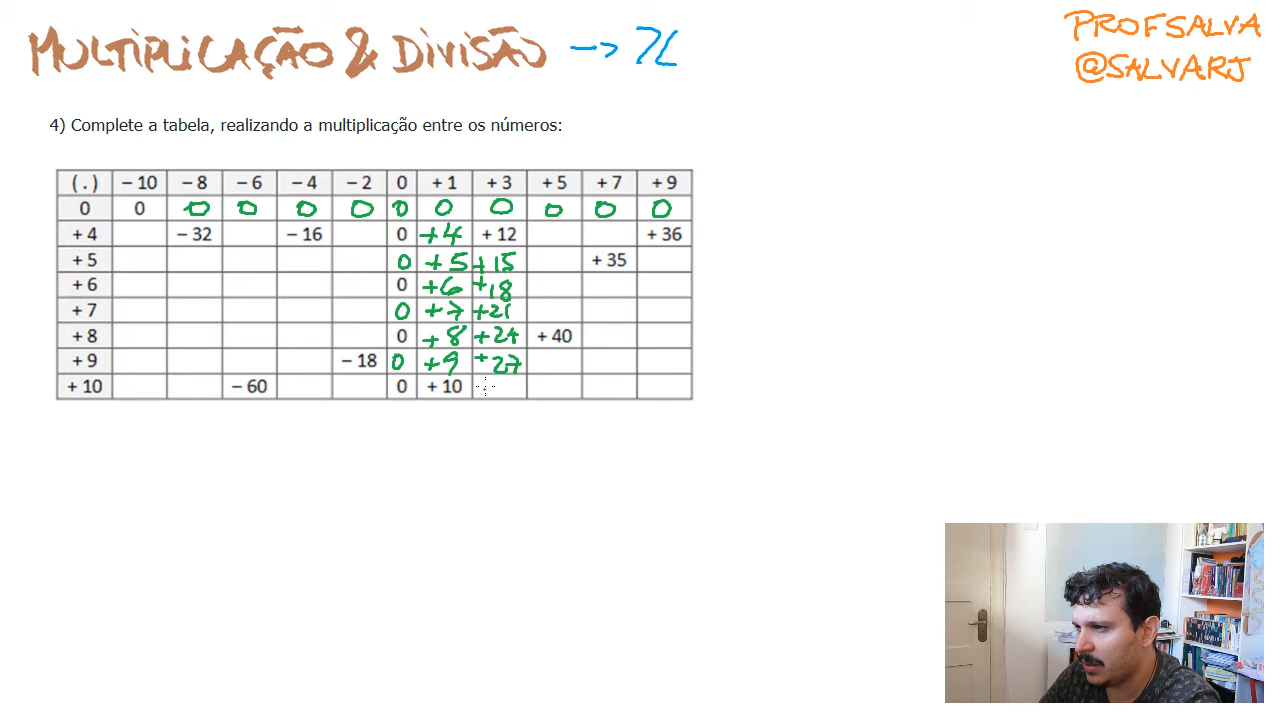 MULTIPLICAÇÃO & DIVISÃO → Z
PROFSALVA
@SALVARJ
4) Complete a tabela, realizando a multiplicação entre os números:
( . ) – 10 – 8 – 6 – 4 – 2 0 + 1 + 3 + 5 + 7 + 9
0 0 0 0 0 0 0 0 0 0 0 0
+ 4 – 32 – 16 0 +4 + 12 + 36
+ 5 0 +5 +15 + 35
+ 6 0 +6 +18
+ 7 0 +7 +21
+ 8 0 +8 +24 + 40
+ 9 – 18 0 +9 +27
+ 10 – 60 0 + 10